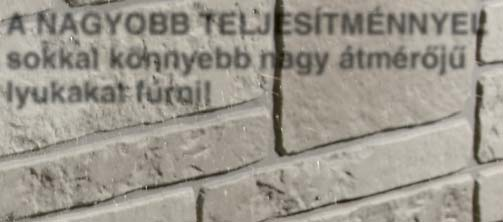 A NAGYOBB TELJESÍTMÉNNYEL
sokkal könnyebb nagy átmérőjű
lyukakat fúrni!